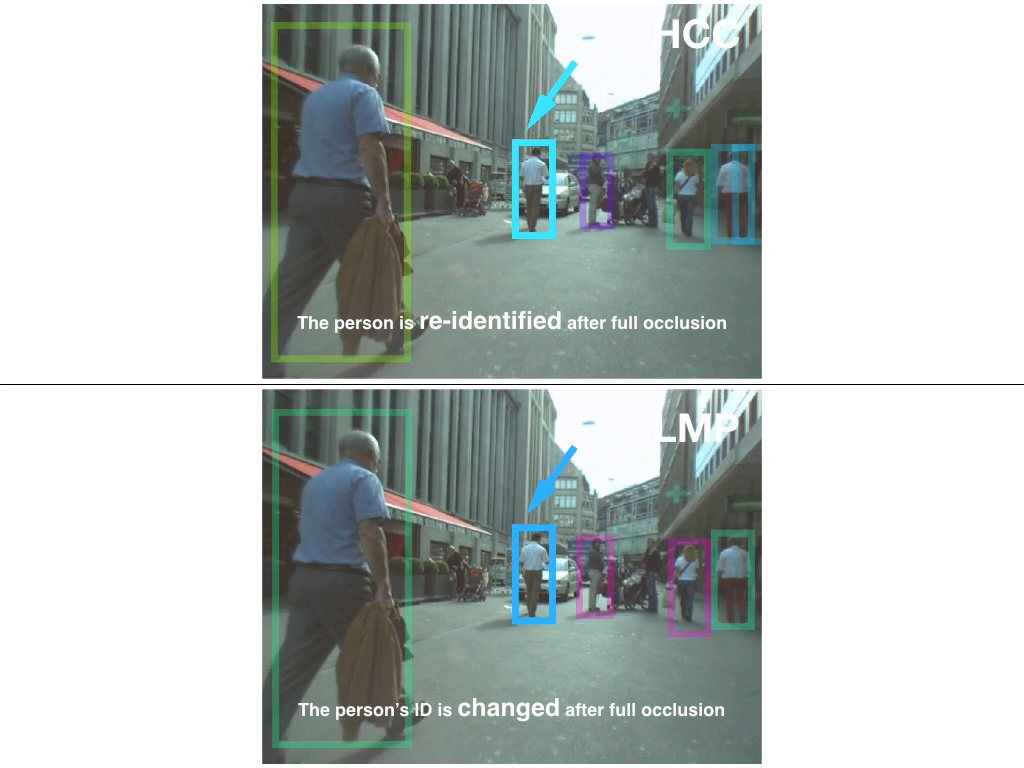 HCC
The person is re-identified after full occlusion
LMP
The person's ID is changed after full occlusion